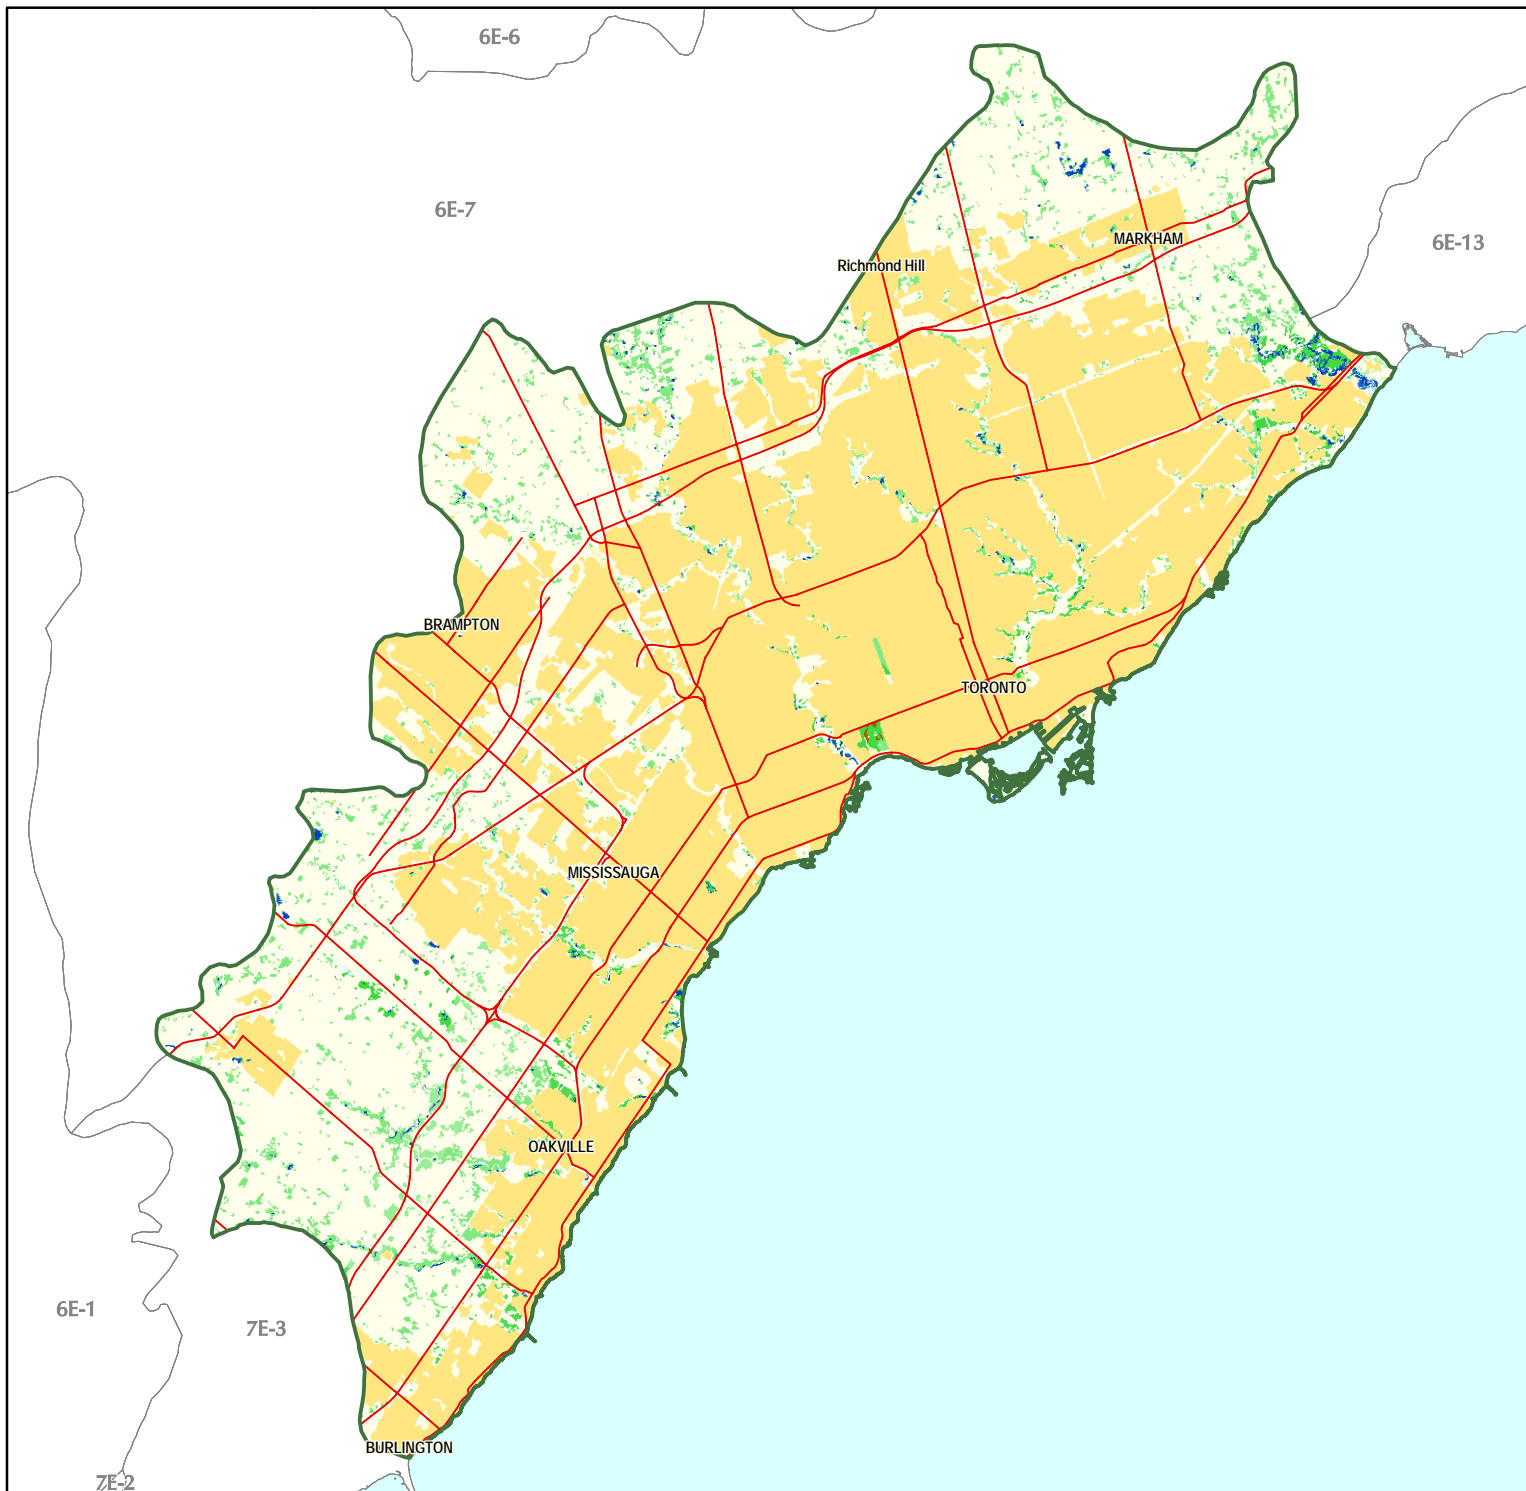 6E-6
6E-7
6E-13
MARKHAM
Richmond Hill
BRAMPTON
TORONTO
MISSISSAUGA
OAKVILLE
6E-1
7E-3
BURLINGTON
7E-2